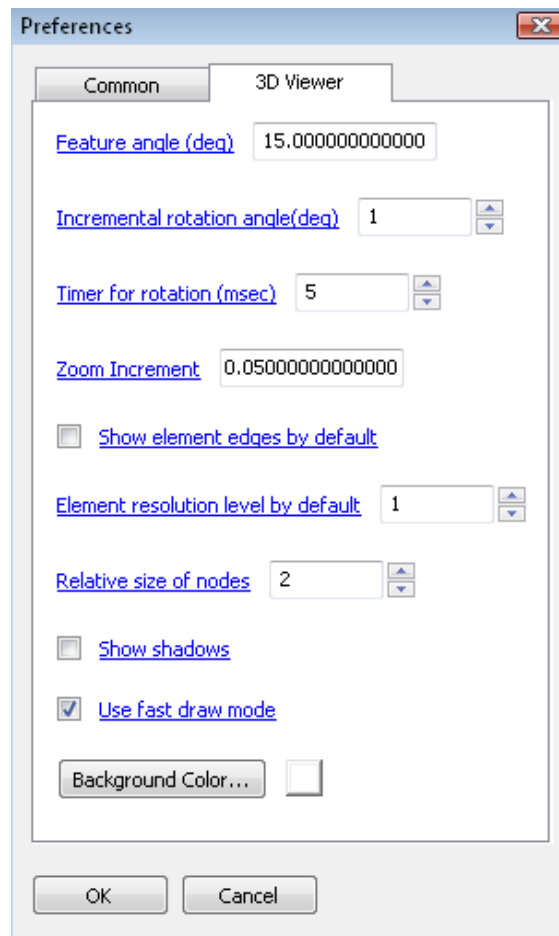 Preferences
Common 3D Viewer
Feature angle (deg) 15.000000000000
Incremental rotation angle(deg) 1
Timer for rotation (msec) 5
Zoom Increment 0.05000000000000
Show element edges by default
Element resolution level by default 1
Relative size of nodes 2
Show shadows
Use fast draw mode
Background Color...
OK Cancel